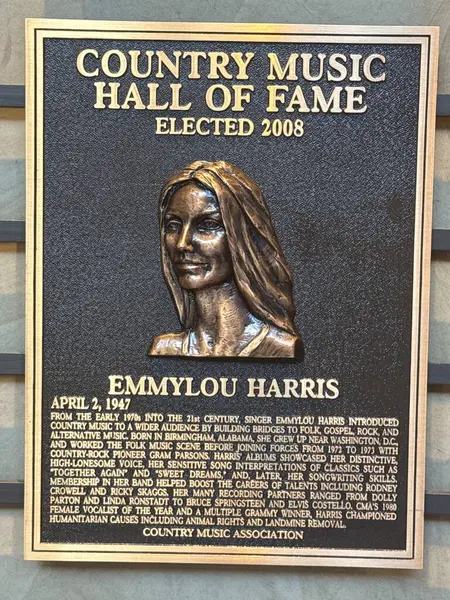 COUNTRY MUSIC
HALL OF FAME
ELECTED 2008
EMMYLOU HARRIS
APRIL 2, 1947
FROM THE EARLY 1970s INTO THE 21st CENTURY, SINGER EMMYLOU HARRIS INTRODUCED
COUNTRY MUSIC TO A WIDER AUDIENCE BY BUILDING BRIDGES TO FOLK, GOSPEL, ROCK, AND
ALTERNATIVE MUSIC. BORN IN BIRMINGHAM, ALABAMA, SHE GREW UP NEAR WASHINGTON, D.C.,
AND WORKED THE FOLK MUSIC SCENE BEFORE JOINING FORCES FROM 1972 TO 1973 WITH
COUNTRY-ROCK PIONEER GRAM PARSONS. HARRIS' ALBUMS SHOWCASED HER DISTINCTIVE,
HIGH-LONESOME VOICE, HER SENSITIVE SONG INTERPRETATIONS OF CLASSICS SUCH AS
"TOGETHER AGAIN" AND "SWEET DREAMS," AND, LATER, HER SONGWRITING SKILLS.
MEMBERSHIP IN HER BAND HELPED BOOST THE CAREERS OF TALENTS INCLUDING RODNEY
CROWELL AND RICKY SKAGGS. HER MANY RECORDING PARTNERS RANGED FROM DOLLY
PARTON AND LINDA RONSTADT TO BRUCE SPRINGSTEEN AND ELVIS COSTELLO. CMA'S 1980
FEMALE VOCALIST OF THE YEAR AND A MULTIPLE GRAMMY WINNER, HARRIS CHAMPIONED
HUMANITARIAN CAUSES INCLUDING ANIMAL RIGHTS AND LANDMINE REMOVAL.
COUNTRY MUSIC ASSOCIATION